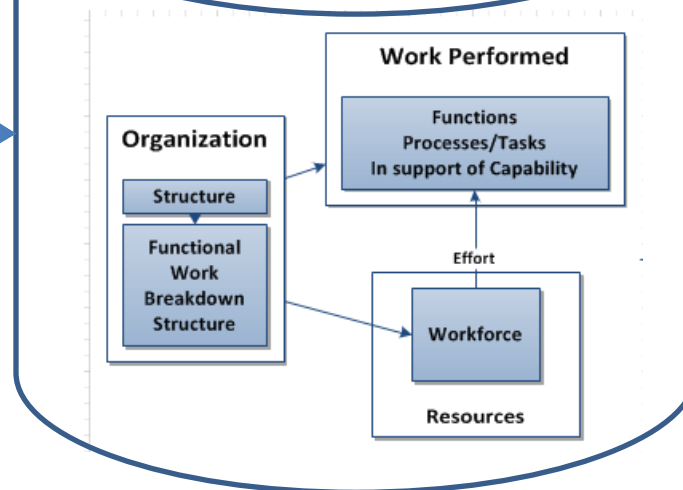 Work Performed
Functions
Processes/Tasks
In support of Capability
Organization
Structure
Functional
Work
Breakdown
Structure
Effort
Workforce
Resources